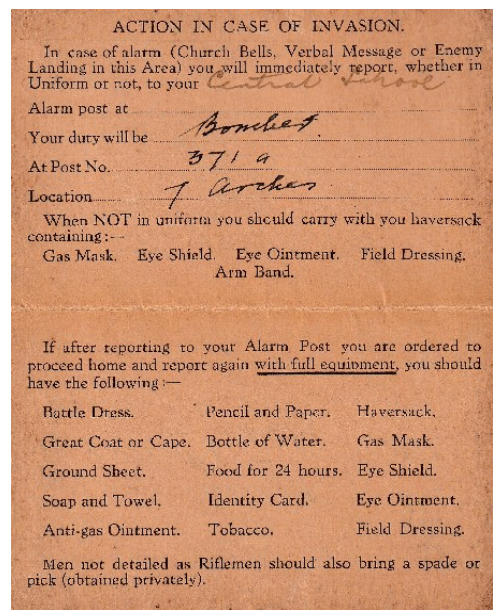 ACTION IN CASE OF INVASION.
In case of alarm (Church Bells, Verbal Message or Enemy
Landing in this Area) you will immediately report, whether in
Uniform or not, to your Central School
Alarm post at
Your duty will be Bomber.
At Post No. 371 a
Location 7 Arches
When NOT in uniform you should carry with you haversack
containing:—
Gas Mask. Eye Shield. Eye Ointment. Field Dressing.
Arm Band.
If after reporting to your Alarm Post you are ordered to
proceed home and report again with full equipment, you should
have the following:—
Battle Dress. Pencil and Paper. Haversack.
Great Coat or Cape. Bottle of Water. Gas Mask.
Ground Sheet. Food for 24 hours. Eye Shield.
Soap and Towel. Identity Card. Eye Ointment.
Anti-gas Ointment. Tobacco. Field Dressing.
Men not detailed as Riflemen should also bring a spade or
pick (obtained privately).